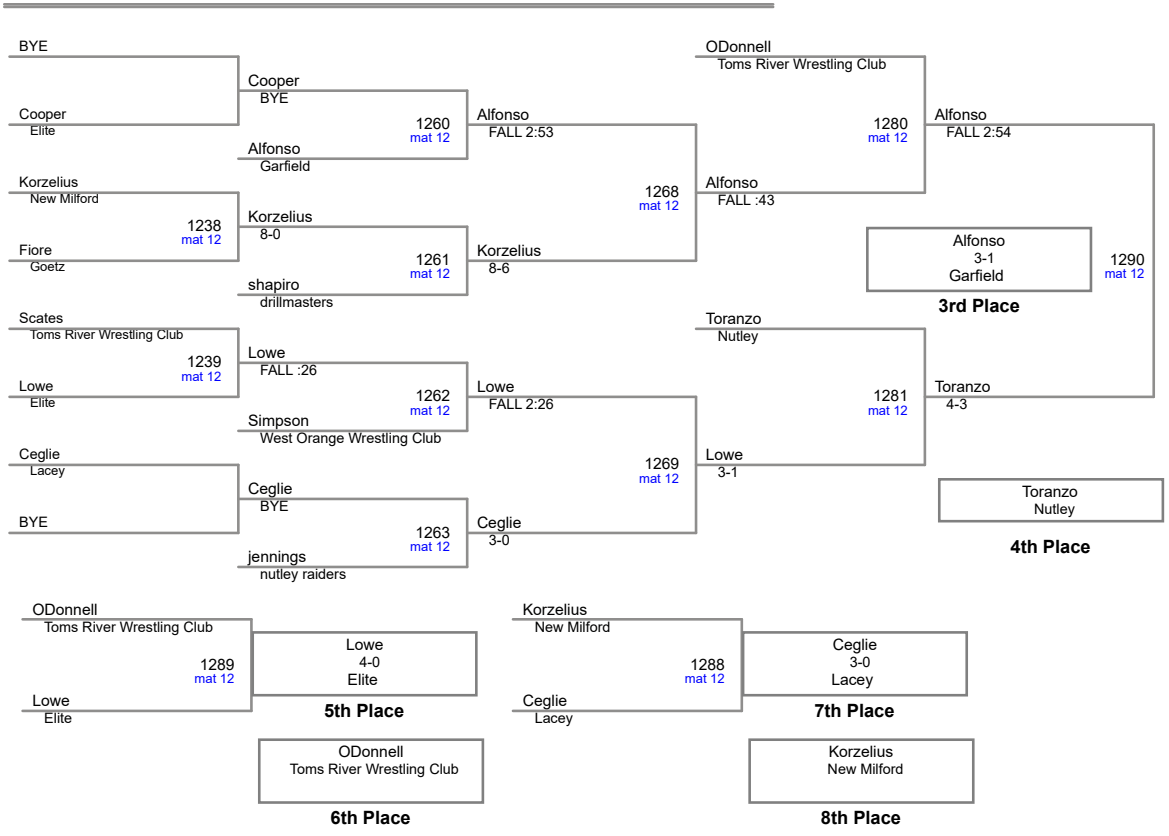 BYE
Cooper
Elite
Korzelius
New Milford
1238
mat 12
Fiore
Goetz
Scates
Toms River Wrestling Club
1239
mat 12
Lowe
Elite
Ceglie
Lacey
BYE
Cooper
BYE
1260
mat 12
Alfonso
Garfield
Korzelius
8-0
1261
mat 12
shapiro
drillmasters
Lowe
FALL :26
1262
mat 12
Simpson
West Orange Wrestling Club
Ceglie
BYE
1263
mat 12
jennings
nutley raiders
Alfonso
FALL 2:53
1268
mat 12
Korzelius
8-6
Lowe
FALL 2:26
1269
mat 12
Ceglie
3-0
ODonnell
Toms River Wrestling Club
1280
mat 12
Alfonso
FALL :43
Toranzo
Nutley
1281
mat 12
Lowe
3-1
Alfonso
FALL 2:54
1290
mat 12
Toranzo
4-3
Alfonso
3-1
Garfield
3rd Place
Toranzo
Nutley
4th Place
ODonnell
Toms River Wrestling Club
1289
mat 12
Lowe
Elite
Lowe
4-0
Elite
5th Place
ODonnell
Toms River Wrestling Club
6th Place
Korzelius
New Milford
1288
mat 12
Ceglie
Lacey
Ceglie
3-0
Lacey
7th Place
Korzelius
New Milford
8th Place